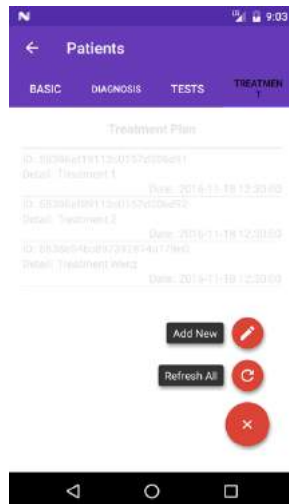 9:03
Patients
BASIC DIAGNOSIS TESTS TREATMEN
T
Treatment Plan
Detail: Treatment 1
Date: 2016-11-18 12:30:00
Detail: Treatment 2
Date: 2016-11-18 12:30:00
Date: 2016-11-18 12:30:00
Add New
Refresh All